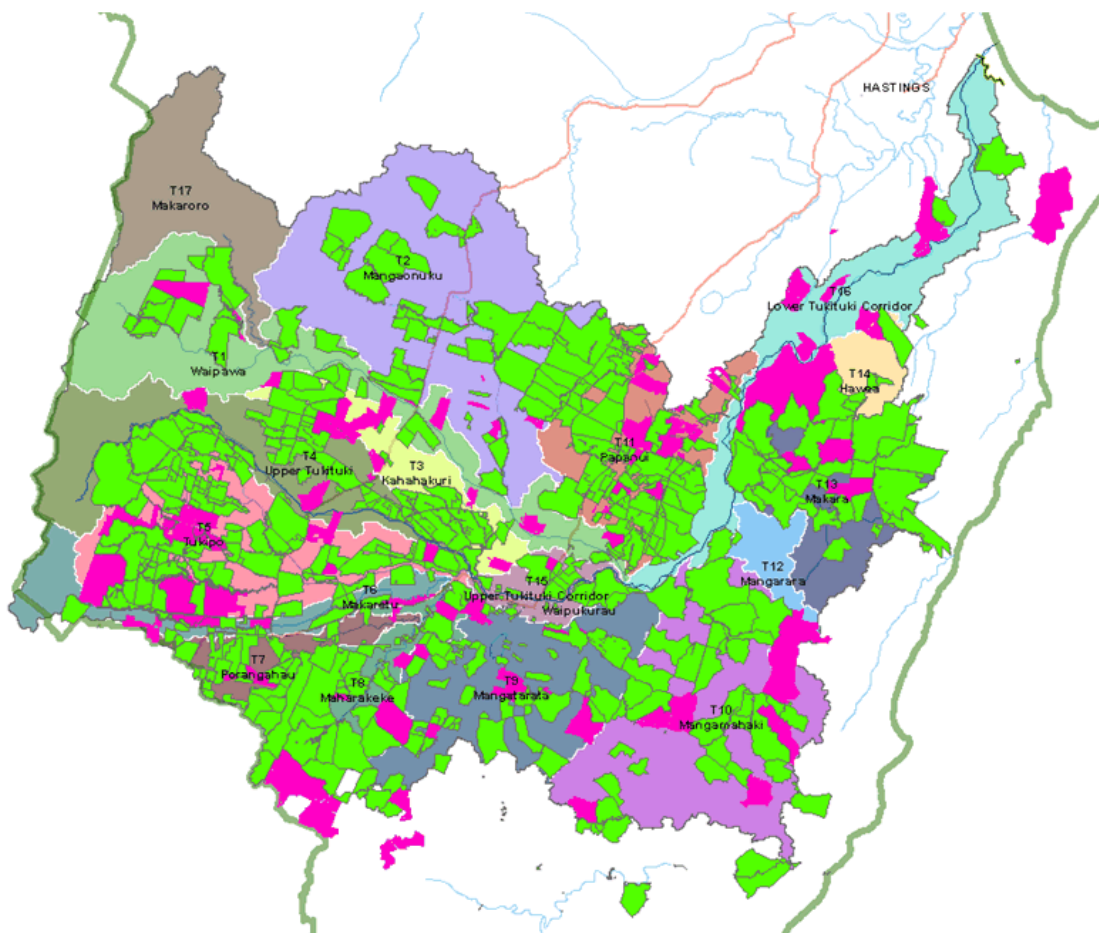 HASTINGS
T17
Makaroro
T2
Mangaonuku
T16
Lower Tukituki Corridor
T1
Waipawa
T14
Hawea
T11
Papanui
T4
Upper Tukituki
T3
Kahahakuri
T13
Makara
T5
Tukipo
T12
Mangarara
T6
Makaretu
T15
Upper Tukituki Corridor
Waipukurau
T7
Porangahau
T8
Maharakeke
T9
Mangatarata
T10
Mangamahaki